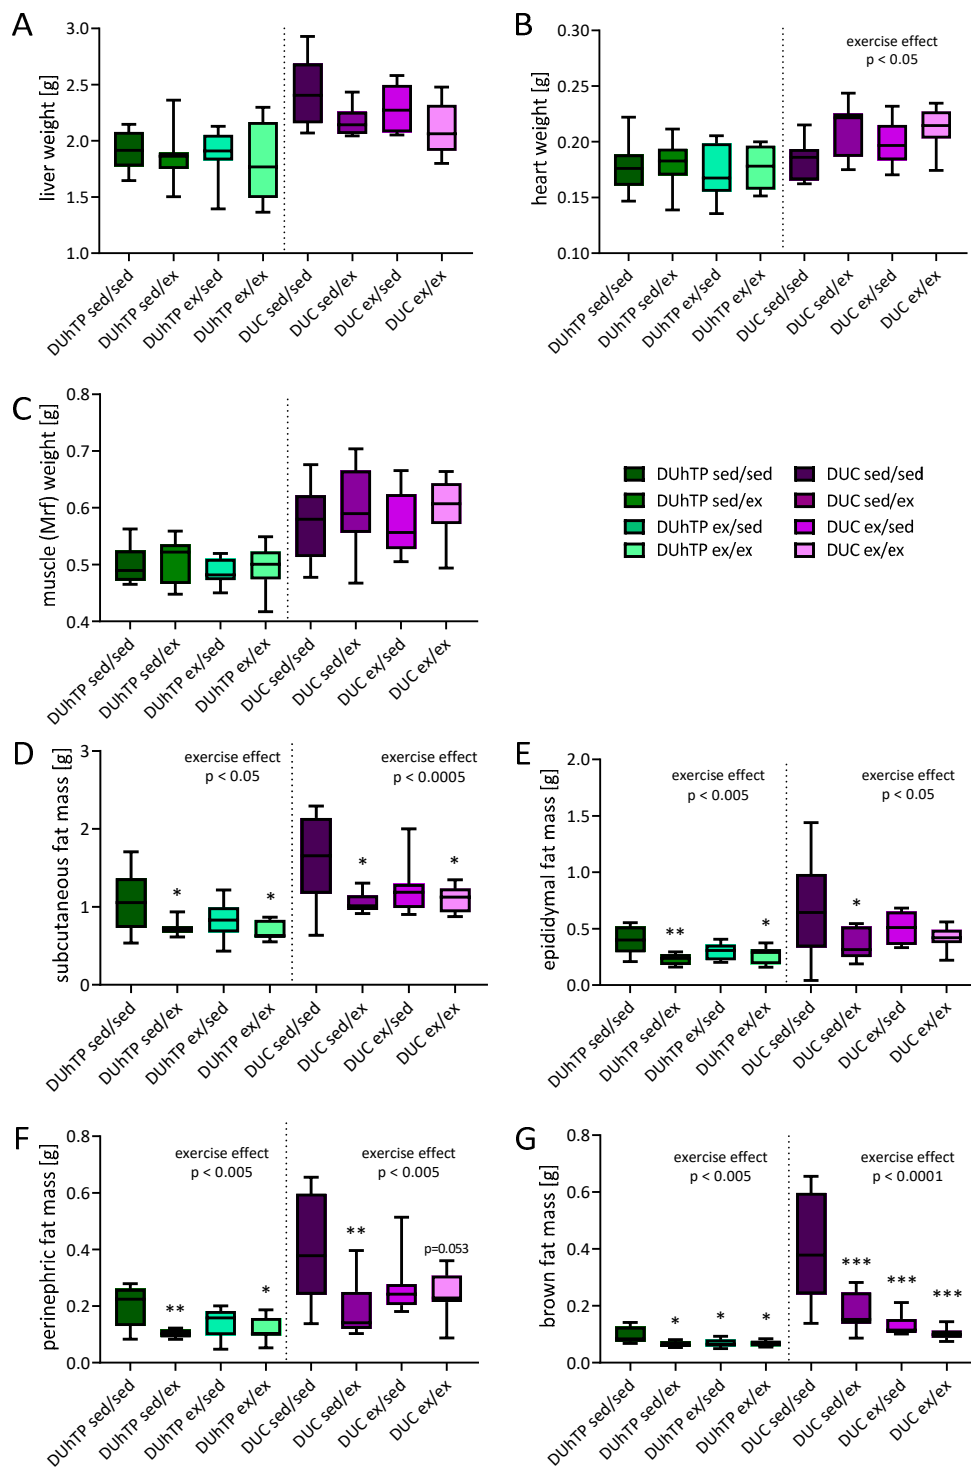 A
liver weight [g]
3.0
2.5
2.0
1.5
1.0
DUhTP sed/sed
DUhTP sed/ex
DUhTP ex/sed
DUhTP ex/ex
DUC sed/sed
DUC sed/ex
DUC ex/sed
DUC ex/ex
B
heart weight [g]
0.30
0.25
0.20
0.15
0.10
exercise effect
p < 0.05
DUhTP sed/sed
DUhTP sed/ex
DUhTP ex/sed
DUhTP ex/ex
DUC sed/sed
DUC sed/ex
DUC ex/sed
DUC ex/ex
C
muscle (Mrf) weight [g]
0.8
0.7
0.6
0.5
0.4
DUhTP sed/sed
DUhTP sed/ex
DUhTP ex/sed
DUhTP ex/ex
DUC sed/sed
DUC sed/ex
DUC ex/sed
DUC ex/ex
DUhTP sed/sed
DUhTP sed/ex
DUhTP ex/sed
DUhTP ex/ex
DUC sed/sed
DUC sed/ex
DUC ex/sed
DUC ex/ex
D
subcutaneous fat mass [g]
3
2
1
0
exercise effect
p < 0.05
exercise effect
p < 0.0005
*
*
*
*
DUhTP sed/sed
DUhTP sed/ex
DUhTP ex/sed
DUhTP ex/ex
DUC sed/sed
DUC sed/ex
DUC ex/sed
DUC ex/ex
E
epididymal fat mass [g]
2.0
1.5
1.0
0.5
0.0
exercise effect
p < 0.005
exercise effect
p < 0.05
**
*
*
DUhTP sed/sed
DUhTP sed/ex
DUhTP ex/sed
DUhTP ex/ex
DUC sed/sed
DUC sed/ex
DUC ex/sed
DUC ex/ex
F
perinephric fat mass [g]
0.8
0.6
0.4
0.2
0.0
exercise effect
p < 0.005
exercise effect
p < 0.005
**
*
**
p=0.053
DUhTP sed/sed
DUhTP sed/ex
DUhTP ex/sed
DUhTP ex/ex
DUC sed/sed
DUC sed/ex
DUC ex/sed
DUC ex/ex
G
brown fat mass [g]
0.8
0.6
0.4
0.2
0.0
exercise effect
p < 0.005
exercise effect
p < 0.0001
*
*
*
***
***
***
DUhTP sed/sed
DUhTP sed/ex
DUhTP ex/sed
DUhTP ex/ex
DUC sed/sed
DUC sed/ex
DUC ex/sed
DUC ex/ex